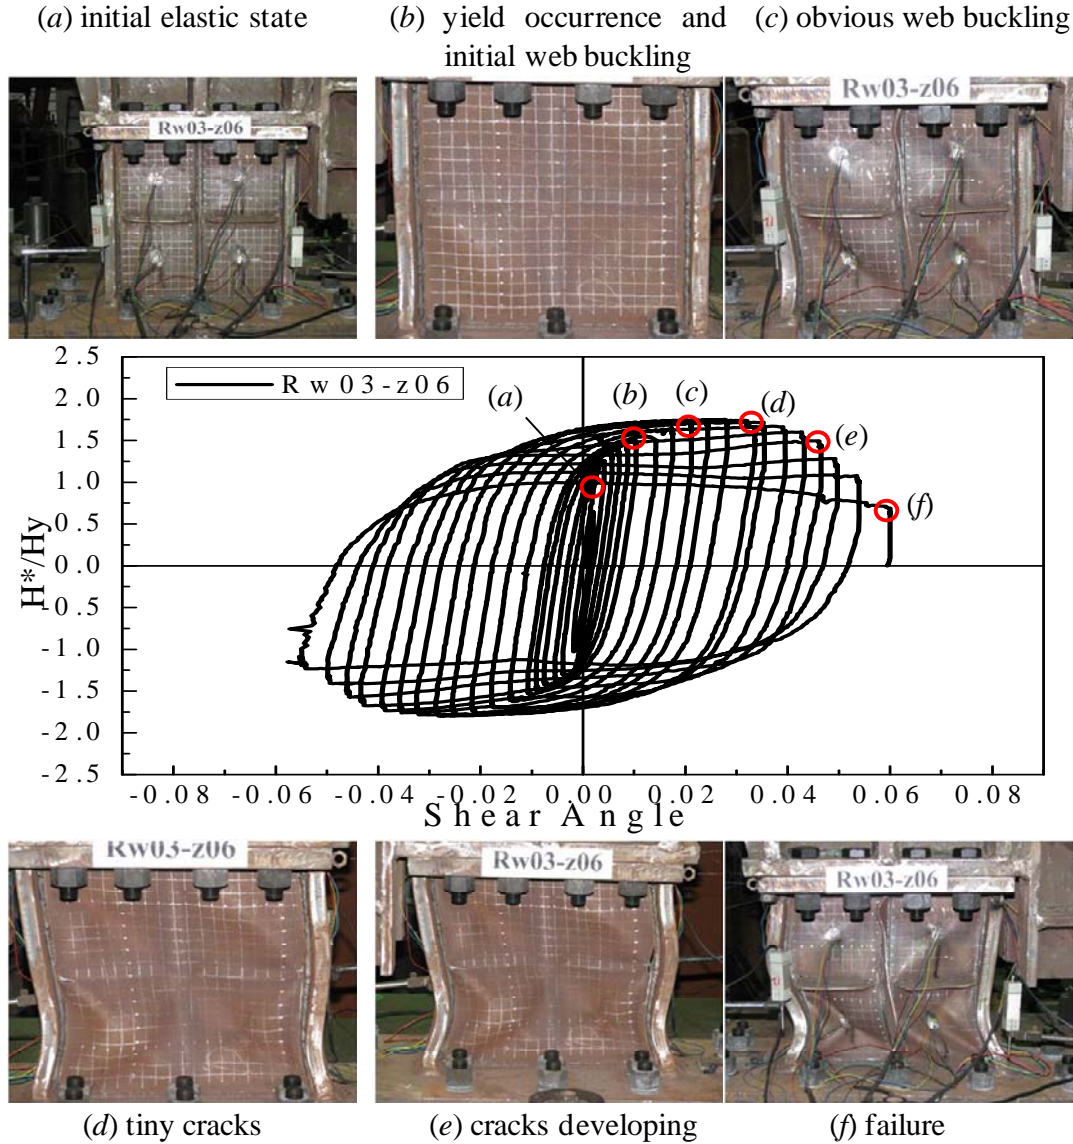 (a) initial elastic state
(b) yield occurrence and
initial web buckling
(c) obvious web buckling
Rw03-z06
Rw03-z06
2.5
2.0
1.5
1.0
0.5
0.0
-0.5
-1.0
-1.5
-2.0
-2.5
H*/Hy
Rw03-z06
(a)
(b)
(c)
(d)
(e)
(f)
-0.08 -0.06 -0.04 -0.02 0.00 0.02 0.04 0.06 0.08
Shear Angle
Rw03-z06
Rw03-z06
Rw03-z06
(d) tiny cracks
(e) cracks developing
(f) failure